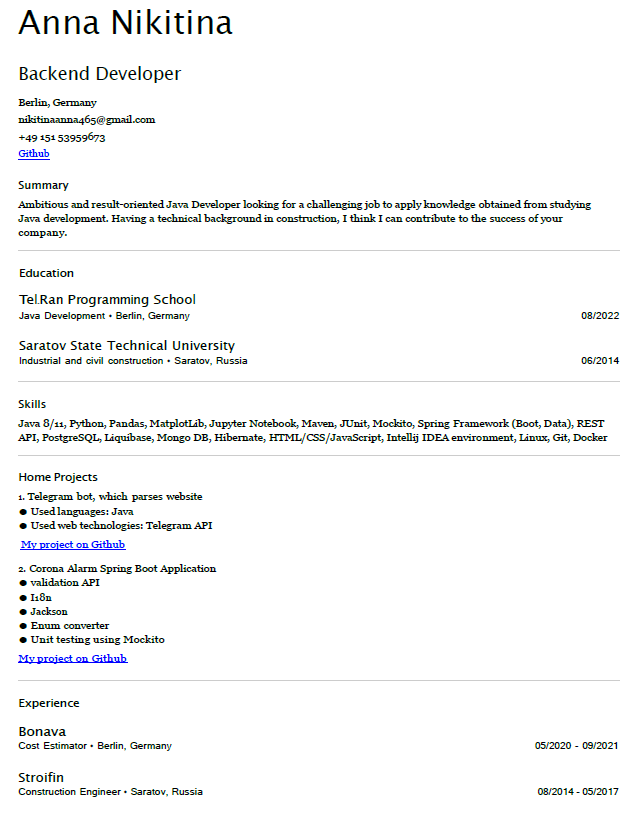 Anna Nikitina
Backend Developer
Berlin, Germany
nikitinaanna465@gmail.com
+49 151 53959673
Github
Summary
Ambitious and result-oriented Java Developer looking for a challenging job to apply knowledge obtained from studying
Java development. Having a technical background in construction, I think I can contribute to the success of your
company.
Education
Tel.Ran Programming School
Java Development • Berlin, Germany 08/2022
Saratov State Technical University
Industrial and civil construction • Saratov, Russia 06/2014
Skills
Java 8/11, Python, Pandas, MatplotLib, Jupyter Notebook, Maven, JUnit, Mockito, Spring Framework (Boot, Data), REST
API, PostgreSQL, Liquibase, Mongo DB, Hibernate, HTML/CSS/JavaScript, Intellij IDEA environment, Linux, Git, Docker
Home Projects
1. Telegram bot, which parses website
● Used languages: Java
● Used web technologies: Telegram API
My project on Github
2. Corona Alarm Spring Boot Application
● validation API
● I18n
● Jackson
● Enum converter
● Unit testing using Mockito
My project on Github
Experience
Bonava
Cost Estimator • Berlin, Germany 05/2020 - 09/2021
Stroifin
Construction Engineer • Saratov, Russia 08/2014 - 05/2017